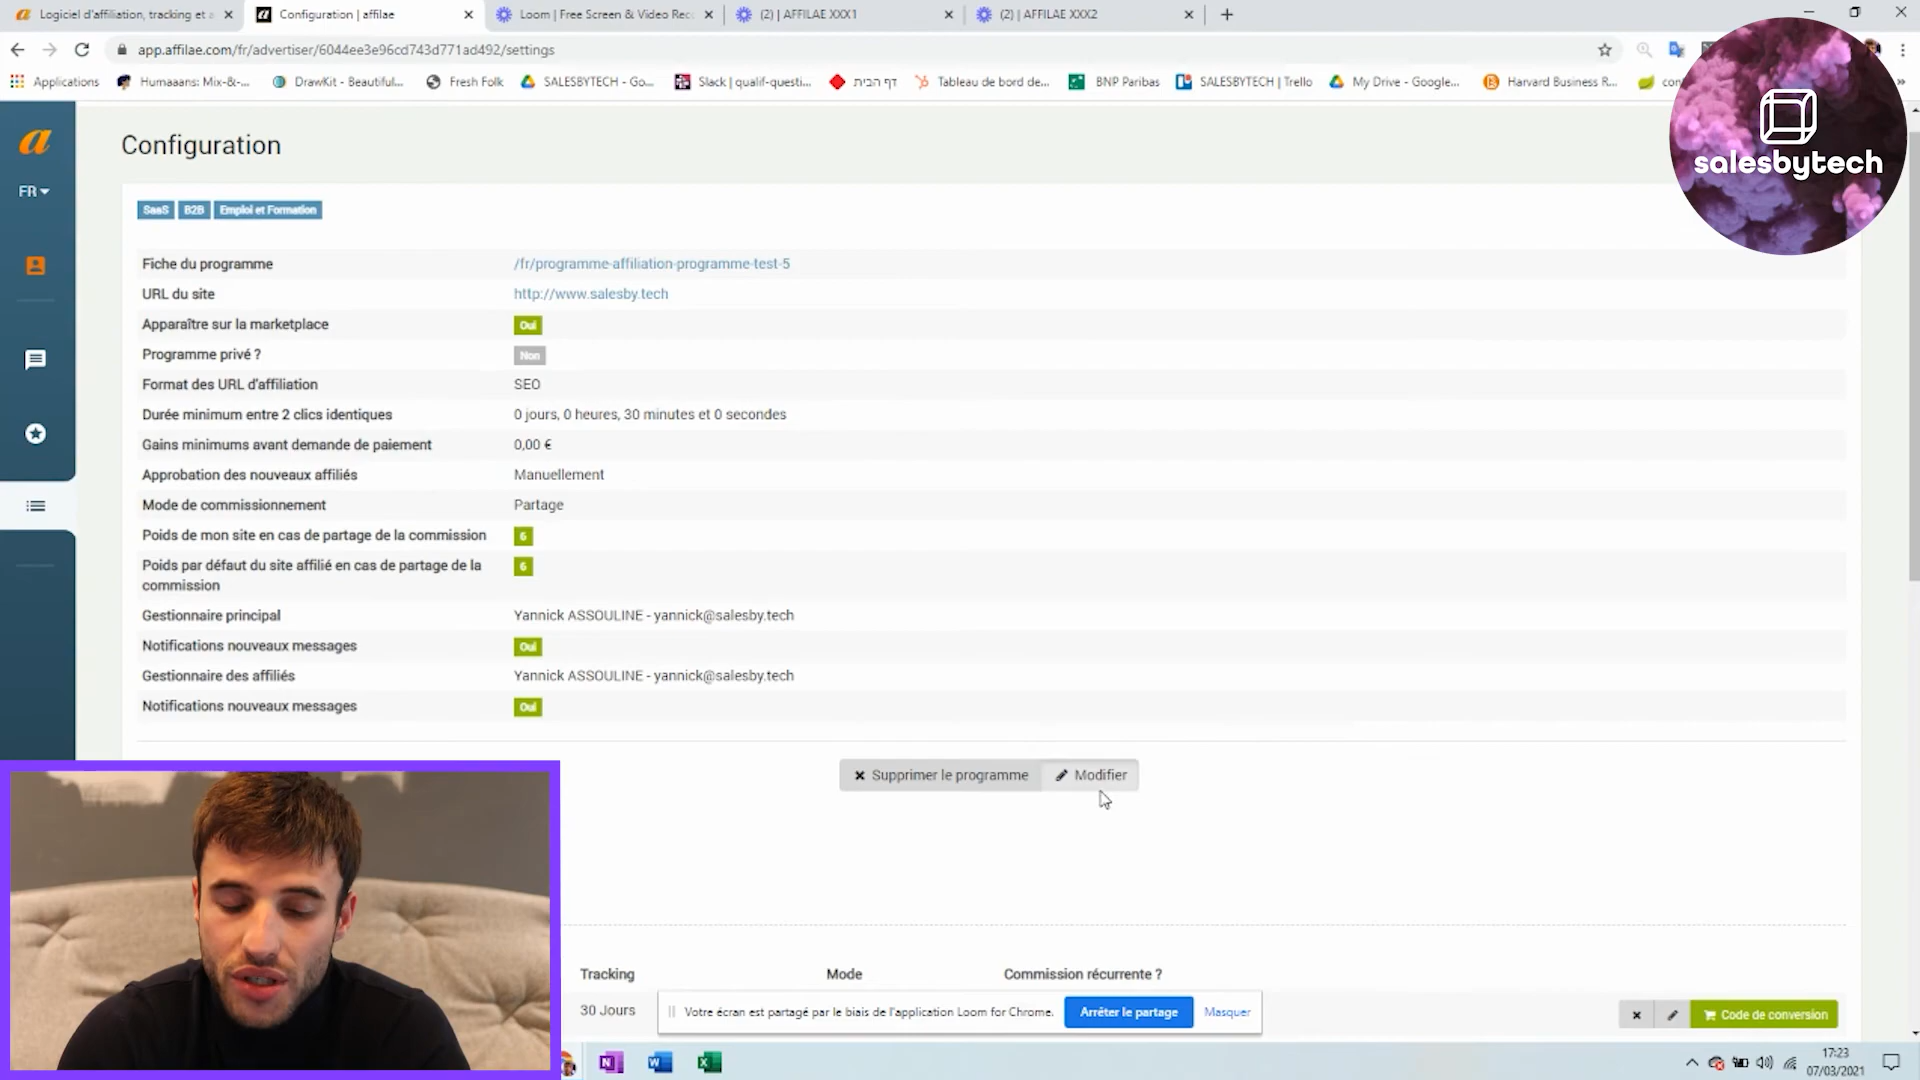 Logiciel d'affiliation, tracking et a
Configuration | affilae
Loom | Free Screen & Video Rec
(2) | AFFILAE XXX1
(2) | AFFILAE XXX2
app.affilae.com/fr/advertiser/6044ee3e96cd743d771ad492/settings
Applications
Humaaans: Mix-&-...
DrawKit - Beautiful...
Fresh Folk
SALESBYTECH - Go...
Slack | qualif-questi...
דף הבית
Tableau de bord de...
BNP Paribas
SALESBYTECH | Trello
My Drive - Google...
Harvard Business R...
salesbytech
a
FR
Configuration
SaaS
B2B
Emploi et Formation
Fiche du programme
/fr/programme-affiliation-programme-test-5
URL du site
http://www.salesby.tech
Apparaître sur la marketplace
Oui
Programme privé ?
Non
Format des URL d'affiliation
SEO
Durée minimum entre 2 clics identiques
0 jours, 0 heures, 30 minutes et 0 secondes
Gains minimums avant demande de paiement
0,00 €
Approbation des nouveaux affiliés
Manuellement
Mode de commissionnement
Partage
Poids de mon site en cas de partage de la commission
6
Poids par défaut du site affilié en cas de partage de la
commission
6
Gestionnaire principal
Yannick ASSOULINE - yannick@salesby.tech
Notifications nouveaux messages
Oui
Gestionnaire des affiliés
Yannick ASSOULINE - yannick@salesby.tech
Notifications nouveaux messages
Oui
Supprimer le programme
Modifier
Tracking
Mode
Commission récurrente ?
30 Jours
Votre écran est partagé par le biais de l'application Loom for Chrome.
Arrêter le partage
Masquer
Code de conversion
17:23
07/03/2021